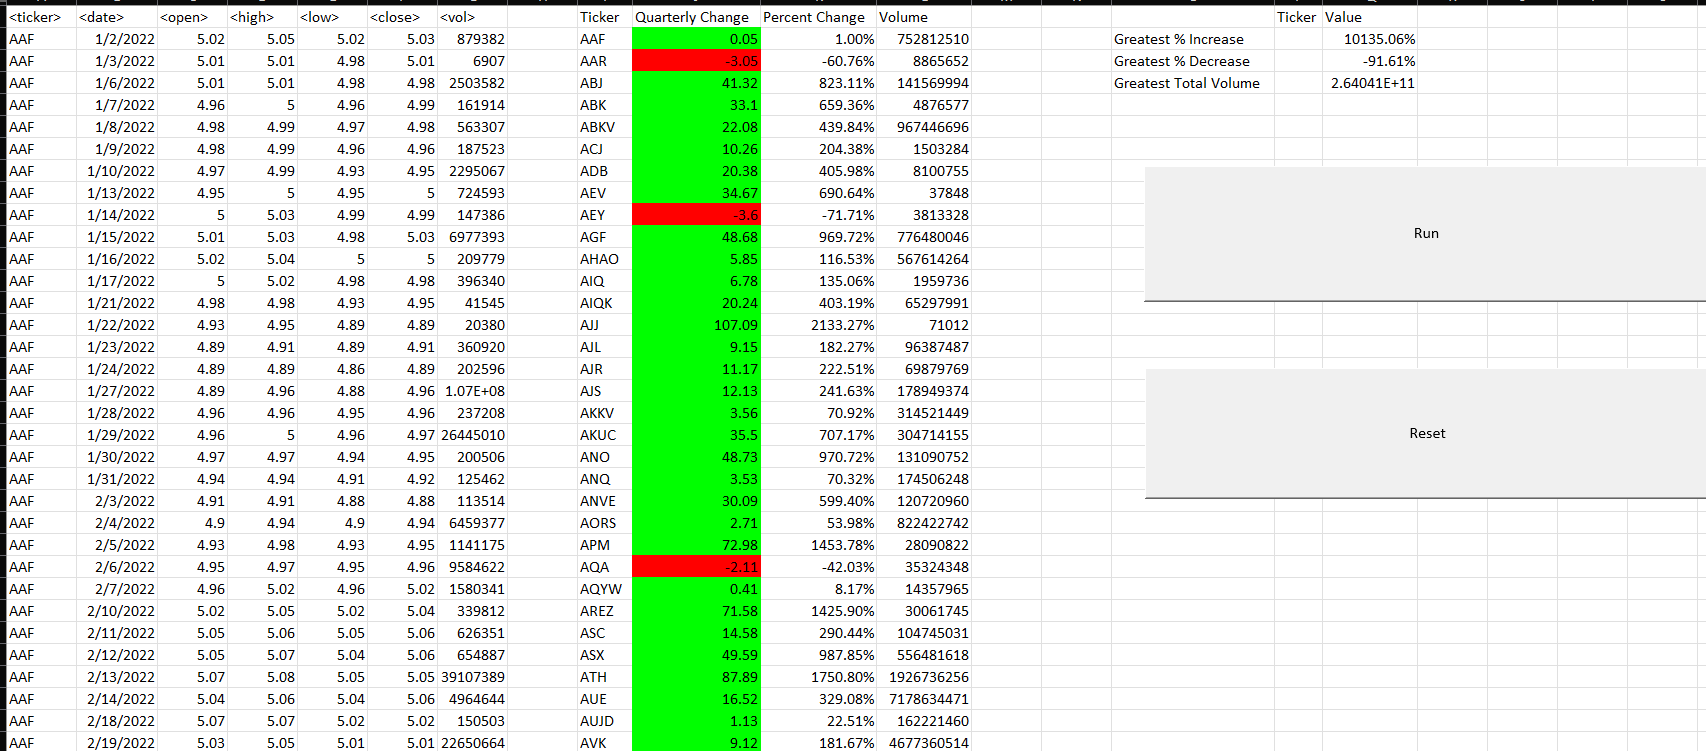 <ticker> <date> <open> <high> <low> <close> <vol> Ticker Quarterly Change Percent Change Volume Ticker Value
AAF 1/2/2022 5.02 5.05 5.02 5.03 879382 AAF 0.05 1.00% 752812510 Greatest % Increase 10135.06%
AAF 1/3/2022 5.01 5.01 4.98 5.01 6907 AAR -3.05 -60.76% 8865652 Greatest % Decrease -91.61%
AAF 1/6/2022 5.01 5.01 4.98 4.98 2503582 ABJ 41.32 823.11% 141569994 Greatest Total Volume 2.64041E+11
AAF 1/7/2022 4.96 5 4.96 4.99 161914 ABK 33.1 659.36% 4876577
AAF 1/8/2022 4.98 4.99 4.97 4.98 563307 ABKV 22.08 439.84% 967446696
AAF 1/9/2022 4.98 4.99 4.96 4.96 187523 ACJ 10.26 204.38% 1503284
AAF 1/10/2022 4.97 4.99 4.93 4.95 2295067 ADB 20.38 405.98% 8100755
AAF 1/13/2022 4.95 5 4.95 5 724593 AEV 34.67 690.64% 37848
AAF 1/14/2022 5 5.03 4.99 4.99 147386 AEY -3.6 -71.71% 3813328
AAF 1/15/2022 5.01 5.03 4.98 5.03 6977393 AGF 48.68 969.72% 776480046 Run
AAF 1/16/2022 5.02 5.04 5 5 209779 AHAO 5.85 116.53% 567614264
AAF 1/17/2022 5 5.02 4.98 4.98 396340 AIQ 6.78 135.06% 1959736
AAF 1/21/2022 4.98 4.98 4.93 4.95 41545 AIQK 20.24 403.19% 65297991
AAF 1/22/2022 4.93 4.95 4.89 4.89 20380 AJJ 107.09 2133.27% 71012
AAF 1/23/2022 4.89 4.91 4.89 4.91 360920 AJL 9.15 182.27% 96387487
AAF 1/24/2022 4.89 4.89 4.86 4.89 202596 AJR 11.17 222.51% 69879769
AAF 1/27/2022 4.89 4.96 4.88 4.96 1.07E+08 AJS 12.13 241.63% 178949374
AAF 1/28/2022 4.96 4.96 4.95 4.96 237208 AKKV 3.56 70.92% 314521449
AAF 1/29/2022 4.96 5 4.96 4.97 26445010 AKUC 35.5 707.17% 304714155 Reset
AAF 1/30/2022 4.97 4.97 4.94 4.95 200506 ANO 48.73 970.72% 131090752
AAF 1/31/2022 4.94 4.94 4.91 4.92 125462 ANQ 3.53 70.32% 174506248
AAF 2/3/2022 4.91 4.91 4.88 4.88 113514 ANVE 30.09 599.40% 120720960
AAF 2/4/2022 4.9 4.94 4.9 4.94 6459377 AORS 2.71 53.98% 822422742
AAF 2/5/2022 4.93 4.98 4.93 4.95 1141175 APM 72.98 1453.78% 28090822
AAF 2/6/2022 4.95 4.97 4.95 4.96 9584622 AQA -2.11 -42.03% 35324348
AAF 2/7/2022 4.96 5.02 4.96 5.02 1580341 AQYW 0.41 8.17% 14357965
AAF 2/10/2022 5.02 5.05 5.02 5.04 339812 AREZ 71.58 1425.90% 30061745
AAF 2/11/2022 5.05 5.06 5.05 5.06 626351 ASC 14.58 290.44% 104745031
AAF 2/12/2022 5.05 5.07 5.04 5.06 654887 ASX 49.59 987.85% 556481618
AAF 2/13/2022 5.07 5.08 5.05 5.05 39107389 ATH 87.89 1750.80% 1926736256
AAF 2/14/2022 5.04 5.06 5.04 5.06 4964644 AUE 16.52 329.08% 7178634471
AAF 2/18/2022 5.07 5.07 5.02 5.02 150503 AUJD 1.13 22.51% 162221460
AAF 2/19/2022 5.03 5.05 5.01 5.01 22650664 AVK 9.12 181.67% 4677360514